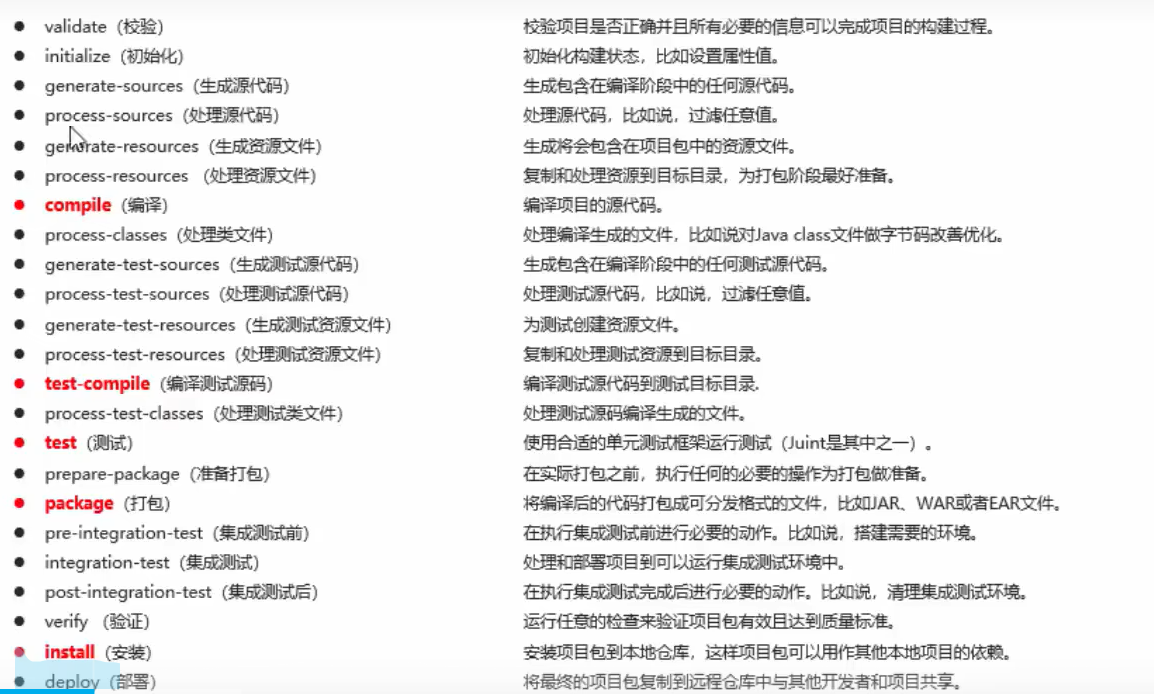 validate (校验) 校验项目是否正确并且所有必要的信息可以完成项目的构建过程。
initialize (初始化) 初始化构建状态，比如设置属性值。
generate-sources (生成源代码) 生成包含在编译阶段中的任何源代码。
process-sources (处理源代码) 处理源代码，比如说，过滤任意值。
generate-resources (生成资源文件) 生成将会包含在项目包中的资源文件。
process-resources (处理资源文件) 复制和处理资源到目标目录，为打包阶段最好准备。
compile (编译) 编译项目的源代码。
process-classes (处理类文件) 处理编译生成的文件，比如说对Java class文件做字节码改善优化。
generate-test-sources (生成测试源代码) 生成包含在编译阶段中的任何测试源代码。
process-test-sources (处理测试源代码) 处理测试源代码，比如说，过滤任意值。
generate-test-resources (生成测试资源文件) 为测试创建资源文件。
process-test-resources (处理测试资源文件) 复制和处理测试资源到目标目录。
test-compile (编译测试源码) 编译测试源代码到测试目标目录.
process-test-classes (处理测试类文件) 处理测试源码编译生成的文件。
test (测试) 使用合适的单元测试框架运行测试（Juint是其中之一）。
prepare-package (准备打包) 在实际打包之前，执行任何的必要的操作为打包做准备。
package (打包) 将编译后的代码打包成可分发格式的文件，比如JAR、WAR或者EAR文件。
pre-integration-test (集成测试前) 在执行集成测试前进行必要的动作。比如说，搭建需要的环境。
integration-test (集成测试) 处理和部署项目到可以运行集成测试环境中。
post-integration-test (集成测试后) 在执行集成测试完成后进行必要的动作。比如说，清理集成测试环境。
verify (验证) 运行任意的检查来验证项目包有效且达到质量标准。
install (安装) 安装项目包到本地仓库，这样项目包可以用作其他本地项目的依赖。
deploy (部署) 将最终的项目包复制到远程仓库中与其他开发者和项目共享。